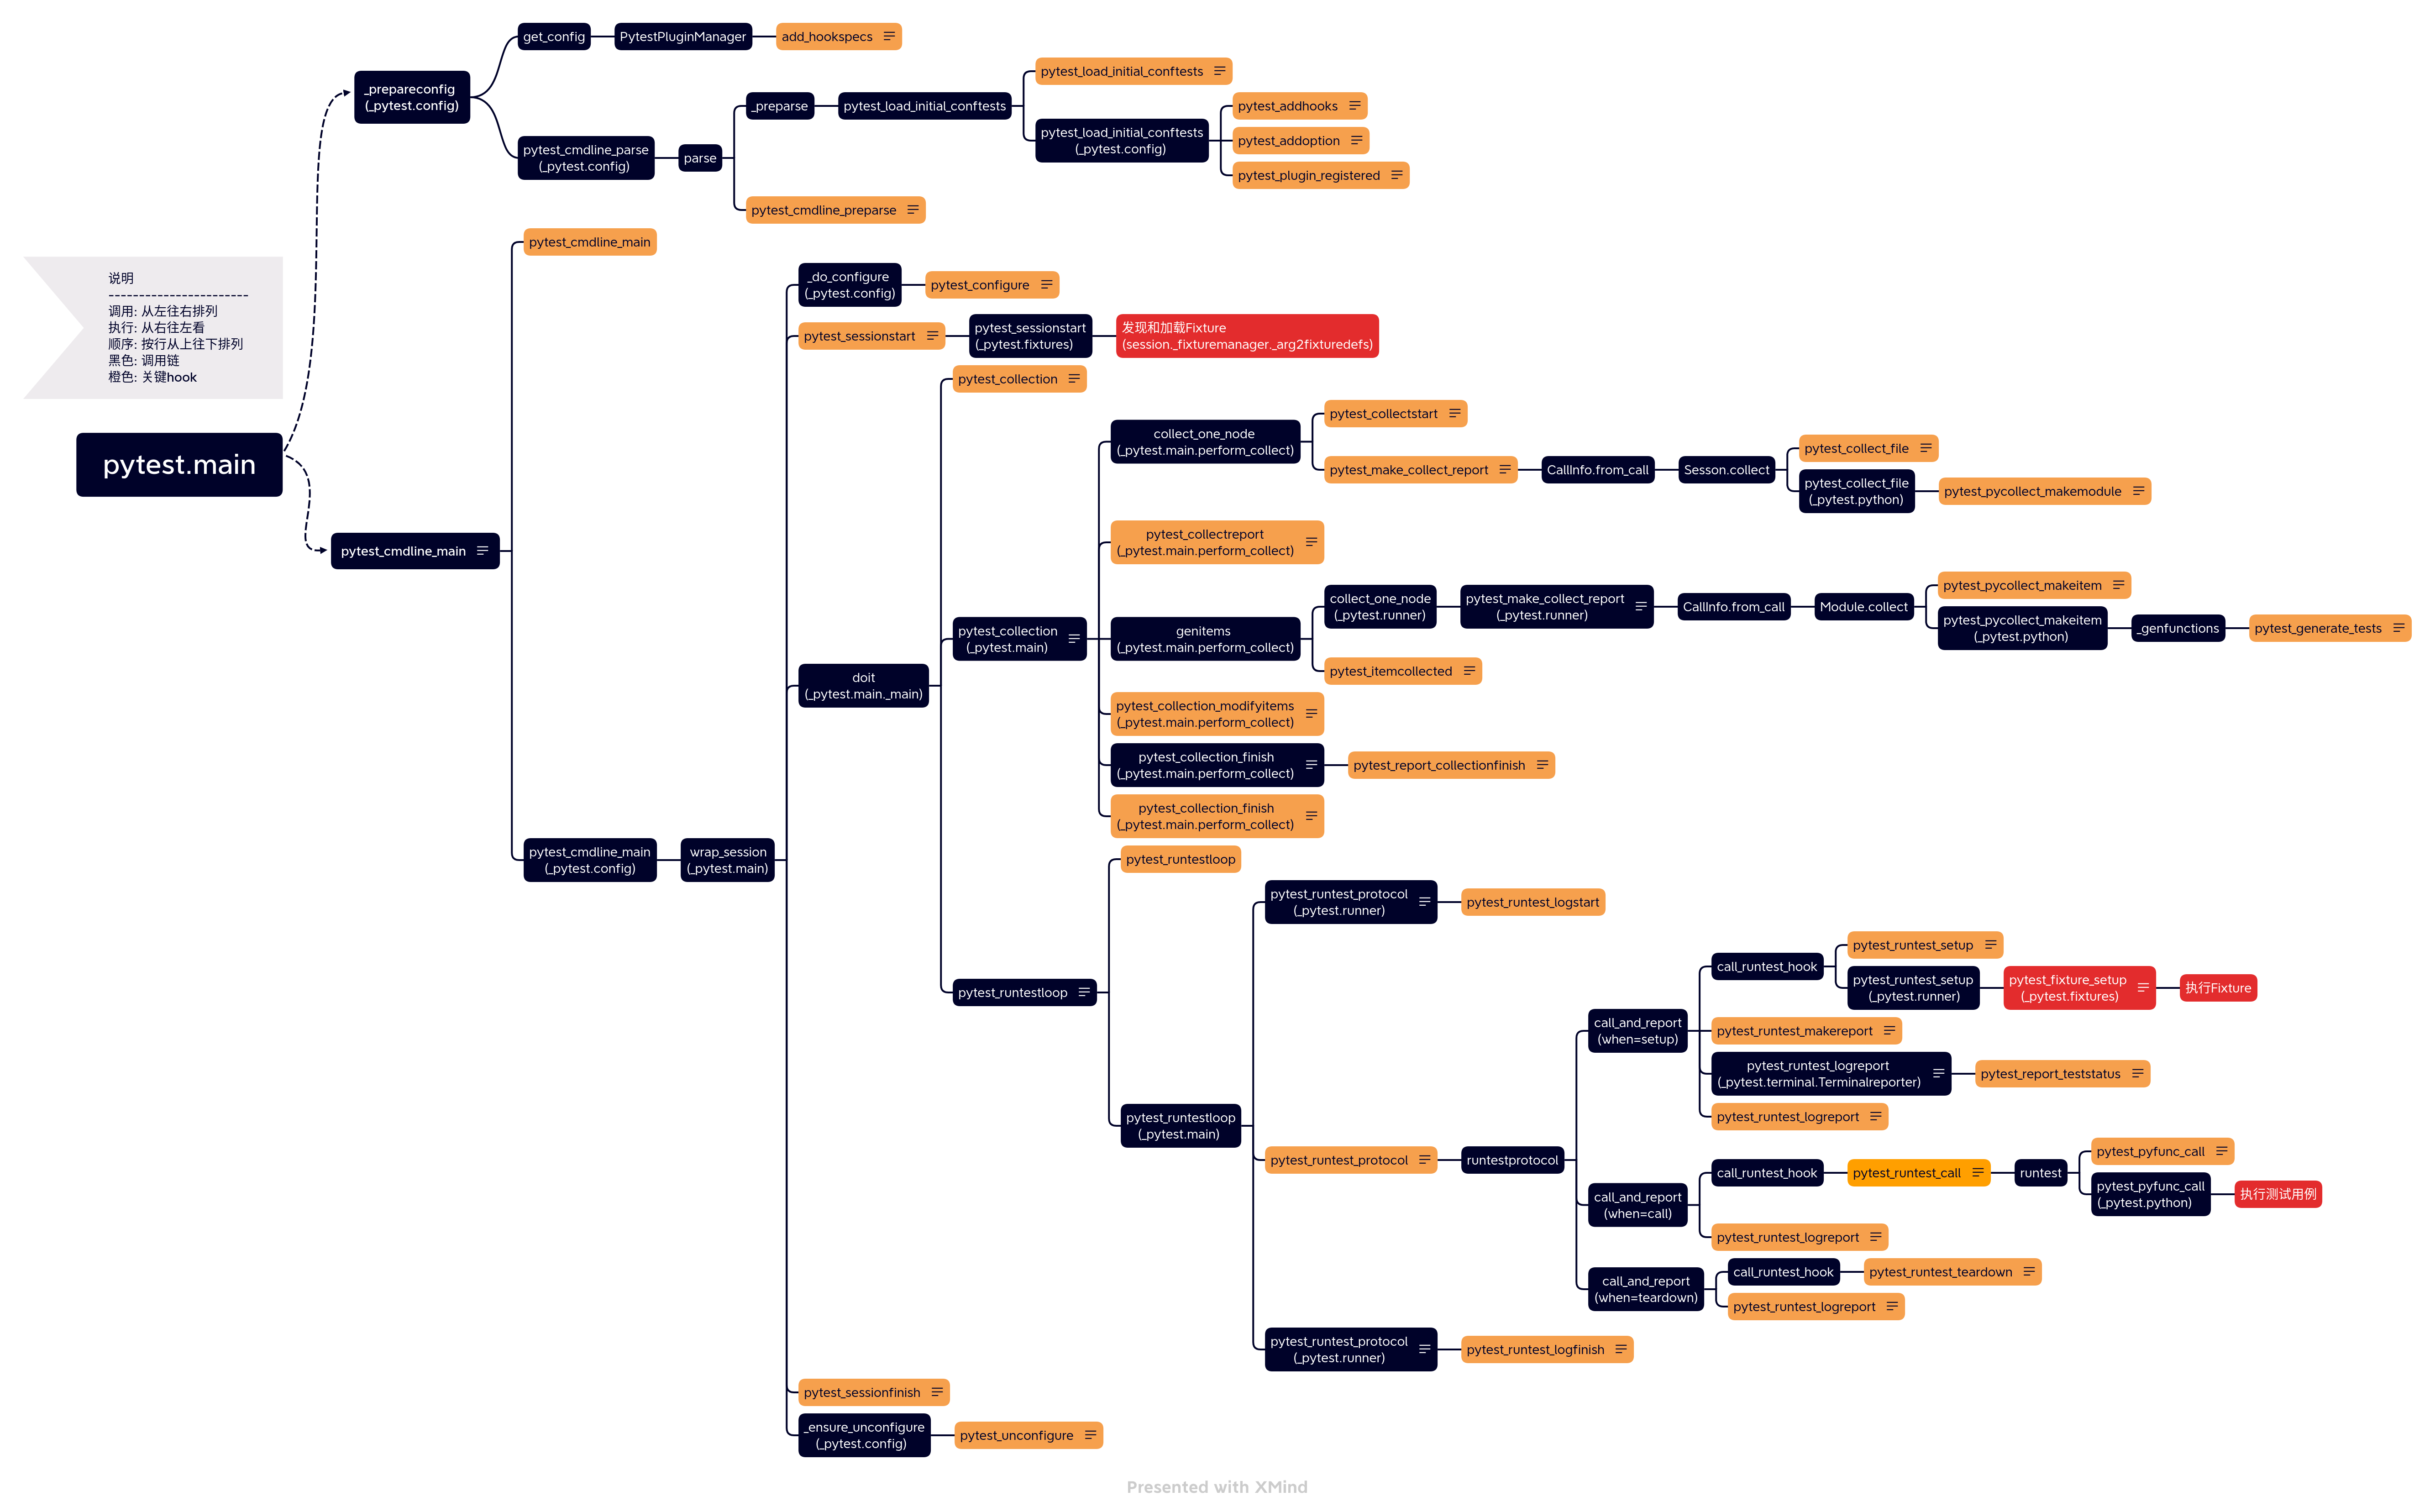 get_config
PytestPluginManager
add_hookspecs
_prepareconfig
(_pytest.config)
pytest_load_initial_conftests
_preparse
pytest_load_initial_conftests
pytest_addhooks
pytest_load_initial_conftests
(_pytest.config)
pytest_addoption
pytest_cmdline_parse
(_pytest.config)
parse
pytest_plugin_registered
pytest_cmdline_preparse
pytest_cmdline_main
说明
------------------------
调用: 从左往右排列
执行: 从右往左看
顺序: 按行从上往下排列
黑色: 调用链
橙色: 关键hook
_do_configure
(_pytest.config)
pytest_configure
pytest_sessionstart
pytest_sessionstart
(_pytest.fixtures)
发现和加载Fixture
(session._fixturemanager._arg2fixturedefs)
pytest_collection
pytest.main
collect_one_node
(_pytest.main.perform_collect)
pytest_collectstart
pytest_make_collect_report
CallInfo.from_call
Sesson.collect
pytest_collect_file
pytest_collect_file
(_pytest.python)
pytest_pycollect_makemodule
pytest_cmdline_main
pytest_collectreport
(_pytest.main.perform_collect)
pytest_collection
(_pytest.main)
genitems
(_pytest.main.perform_collect)
collect_one_node
(_pytest.runner)
pytest_make_collect_report
(_pytest.runner)
CallInfo.from_call
Module.collect
pytest_pycollect_makeitem
pytest_pycollect_makeitem
(_pytest.python)
_genfunctions
pytest_generate_tests
pytest_itemcollected
doit
(_pytest.main._main)
pytest_collection_modifyitems
(_pytest.main.perform_collect)
pytest_collection_finish
(_pytest.main.perform_collect)
pytest_report_collectionfinish
pytest_collection_finish
(_pytest.main.perform_collect)
pytest_cmdline_main
(_pytest.config)
wrap_session
(_pytest.main)
pytest_runtestloop
pytest_runtest_protocol
(_pytest.runner)
pytest_runtest_logstart
pytest_runtestloop
call_runtest_hook
pytest_runtest_setup
pytest_runtest_setup
(_pytest.runner)
pytest_fixture_setup
(_pytest.fixtures)
执行Fixture
call_and_report
(when=setup)
pytest_runtest_makereport
pytest_runtest_logreport
(_pytest.terminal.Terminalreporter)
pytest_report_teststatus
pytest_runtest_logreport
pytest_runtestloop
(_pytest.main)
pytest_runtest_protocol
runtestprotocol
call_runtest_hook
pytest_runtest_call
runtest
pytest_pyfunc_call
pytest_pyfunc_call
(_pytest.python)
执行测试用例
call_and_report
(when=call)
pytest_runtest_logreport
call_and_report
(when=teardown)
call_runtest_hook
pytest_runtest_teardown
pytest_runtest_logreport
pytest_runtest_protocol
(_pytest.runner)
pytest_runtest_logfinish
pytest_sessionfinish
_ensure_unconfigure
(_pytest.config)
pytest_unconfigure
Presented with XMind